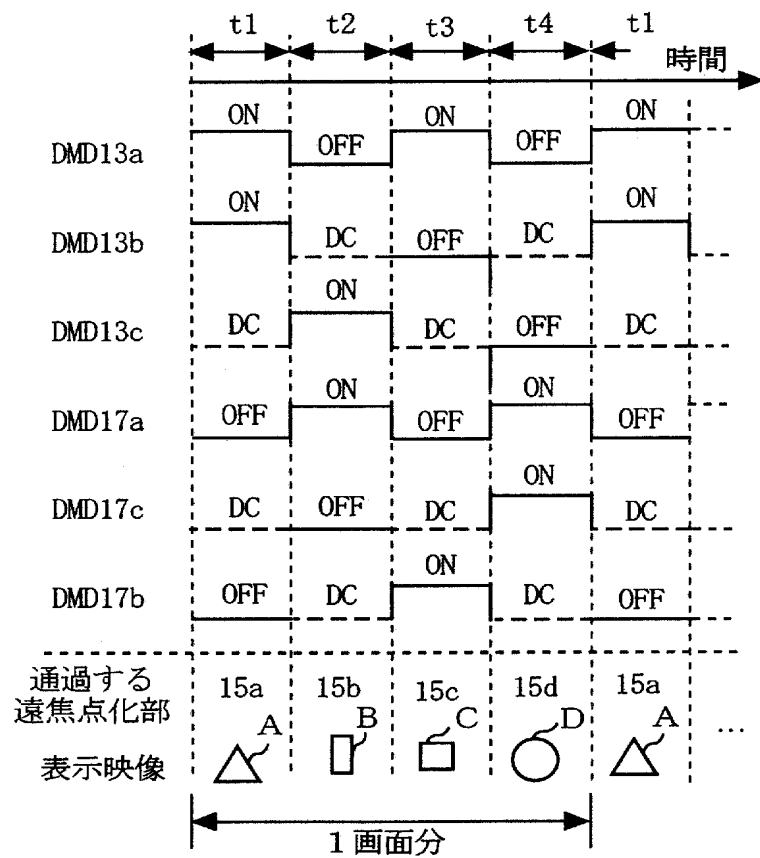 t1 t2 t3 t4 t1
時間
DMD13a ON OFF ON OFF ON
DMD13b ON DC OFF DC ON
DMD13c DC ON DC OFF DC
DMD17a OFF ON OFF ON OFF
DMD17c DC OFF DC ON DC
DMD17b OFF DC ON DC OFF
通過する
遠焦点化部 15a 15b 15c 15d 15a
A B C D A …
表示映像
1画面分